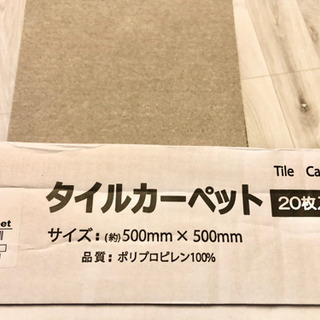 Tile Ca
タイルカーペット 20枚入
サイズ:(約)500mm×500mm
品質:ポリプロピレン100%